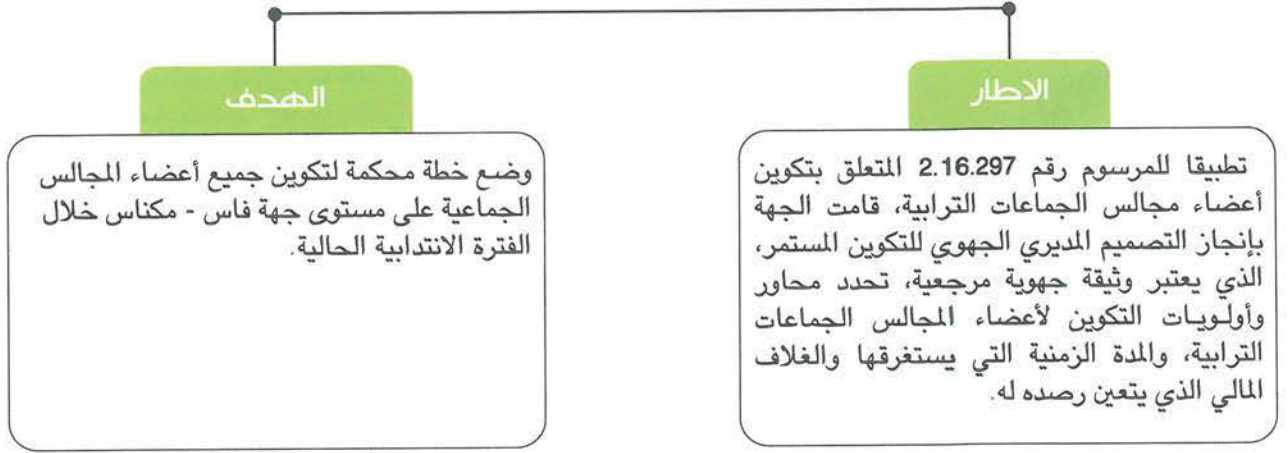 الاطار
تطبيقا للمرسوم رقم 2.16.297 المتعلق بتكوين
أعضاء مجالس الجماعات الترابية، قامت الجهة
بإنجاز التصميم المديري الجهوي للتكوين المستمر،
الذي يعتبر وثيقة جهوية مرجعية، تحدد محاور
وأولـويـات التكوين لأعضاء المجالس الجماعات
الترابية، والمدة الزمنية التي يستغرقها والغلاف
المالي الذي يتعين رصده له.
الهدف
وضع خطة محكمة لتكوين جميع أعضاء المجالس
الجماعية على مستوى جهة فاس - مكناس خلال
الفترة الانتدابية الحالية.